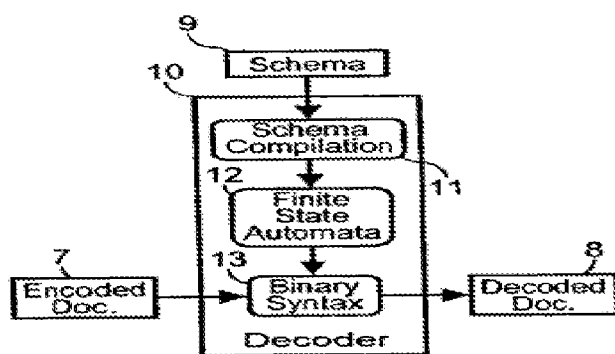 9
Schema
10
Schema
Compilation
11
12
Finite
State
Automata
7
13
8
Encoded
Doc.
Binary
Syntax
Decoded
Doc.
Decoder